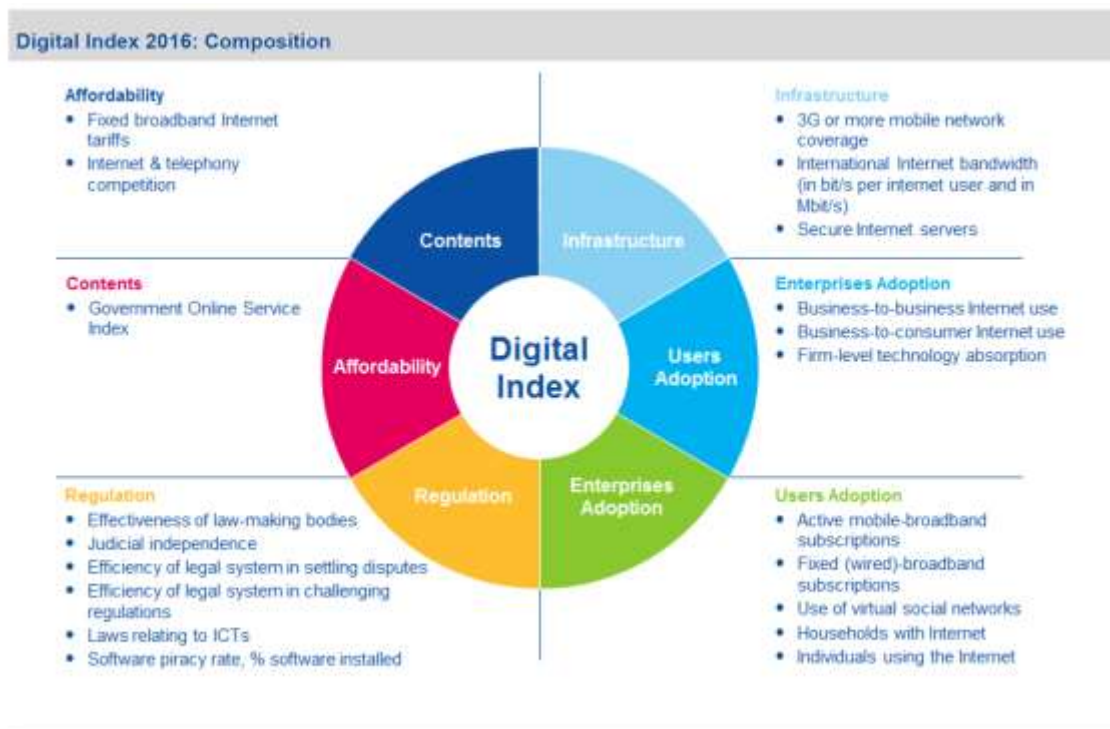 Digital Index 2016: Composition
Affordability
• Fixed broadband Internet
tariffs
• Internet & telephony
competition
Infrastructure
• 3G or more mobile network
coverage
• International Internet bandwidth
(in bit/s per internet user and in
Mbit/s)
• Secure Internet servers
Contents
Infrastructure
Contents
• Government Online Service
Index
Enterprises Adoption
• Business-to-business Internet use
• Business-to-consumer Internet use
• Firm-level technology absorption
Affordability
Digital
Index
Users
Adoption
Regulation
Enterprises
Adoption
Regulation
• Effectiveness of law-making bodies
• Judicial independence
• Efficiency of legal system in settling disputes
• Efficiency of legal system in challenging
regulations
• Laws relating to ICTs
• Software piracy rate, % software installed
Users Adoption
• Active mobile-broadband
subscriptions
• Fixed (wired)-broadband
subscriptions
• Use of virtual social networks
• Households with Internet
• Individuals using the Internet